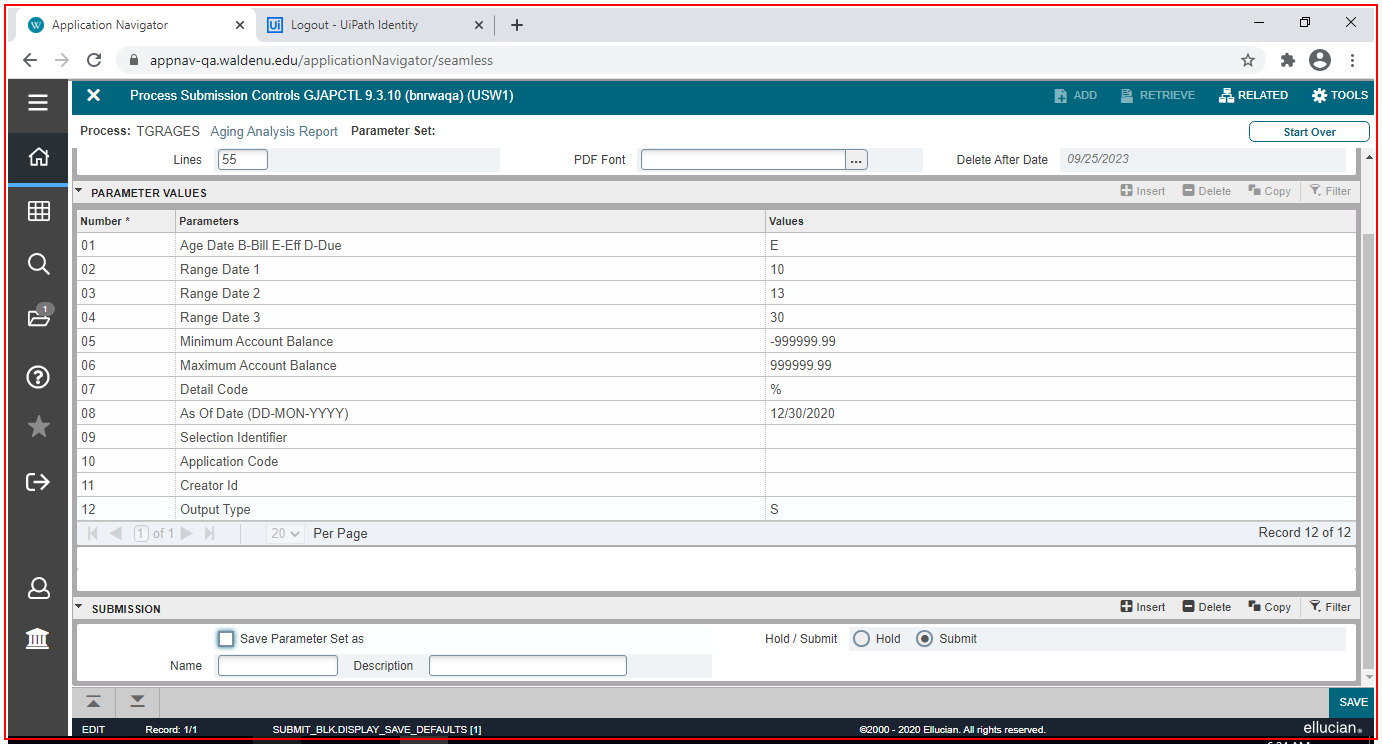 Application Navigator
Ui Logout - UiPath Identity
appnav-qa.waldenu.edu/applicationNavigator/seamless
Process Submission Controls GJAPCTL 9.3.10 (bnrwaqa) (USW1) ADD RETRIEVE RELATED TOOLS
Process: TGRAGES Aging Analysis Report Parameter Set: Start Over
Lines 55 PDF Font ... Delete After Date 09/25/2023
PARAMETER VALUES Insert Delete Copy Filter
Number * Parameters Values
01 Age Date B-Bill E-Eff D-Due E
02 Range Date 1 10
03 Range Date 2 13
04 Range Date 3 30
05 Minimum Account Balance -999999.99
06 Maximum Account Balance 999999.99
07 Detail Code %
08 As Of Date (DD-MON-YYYY) 12/30/2020
09 Selection Identifier
10 Application Code
11 Creator Id
12 Output Type S
1 of 1 20 Per Page Record 12 of 12
SUBMISSION Insert Delete Copy Filter
Save Parameter Set as Hold / Submit Hold Submit
Name Description
SAVE
EDIT Record: 1/1 SUBMIT_BLK.DISPLAY_SAVE_DEFAULTS [1] ©2000 - 2020 Ellucian. All rights reserved. ellucian
W
1